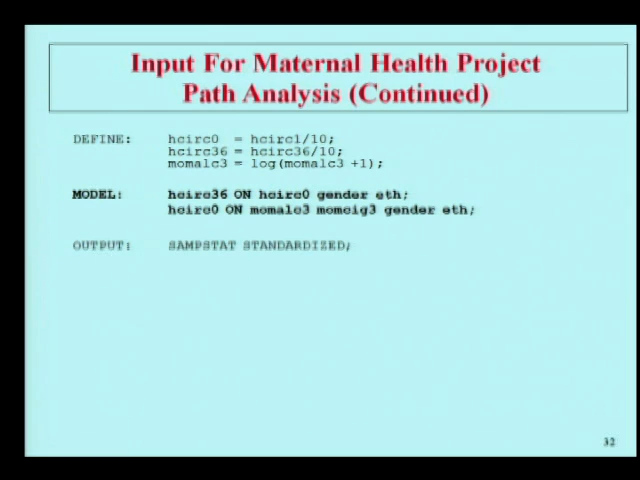 Input For Maternal Health Project
Path Analysis (Continued)
DEFINE: hcirc0 = hcirc1/10;
hcirc36 = hcirc36/10;
momalc3 = log(momalc3 +1);
MODEL: hcirc36 ON hcirc0 gender eth;
hcirc0 ON momalc3 momcig3 gender eth;
OUTPUT: SAMPSTAT STANDARDIZED;
32